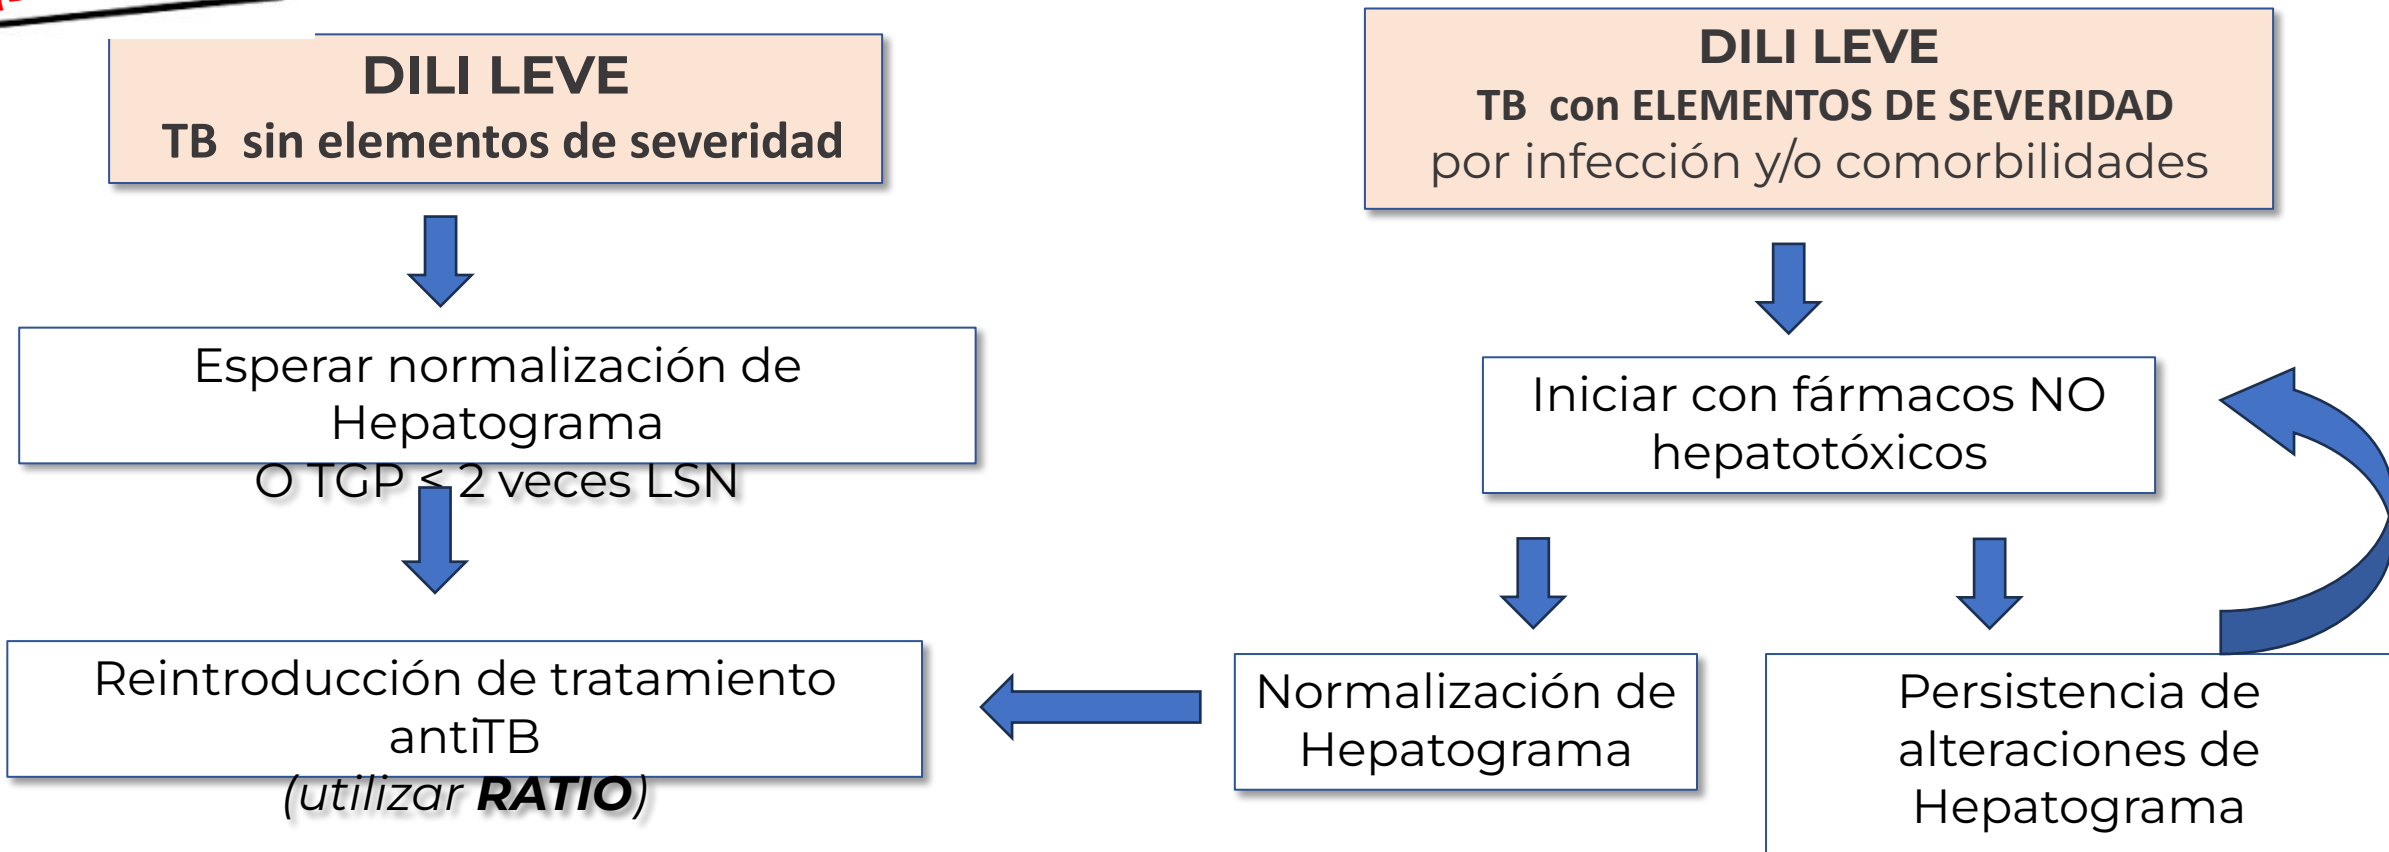 DILI LEVE
TB sin elementos de severidad
Esperar normalización de
Hepatograma
O TGP ≤ 2 veces LSN
Reintroducción de tratamiento
antiTB
(utilizar RATIO)
DILI LEVE
TB con ELEMENTOS DE SEVERIDAD
por infección y/o comorbilidades
Iniciar con fármacos NO
hepatotóxicos
Normalización de
Hepatograma
Persistencia de
alteraciones de
Hepatograma